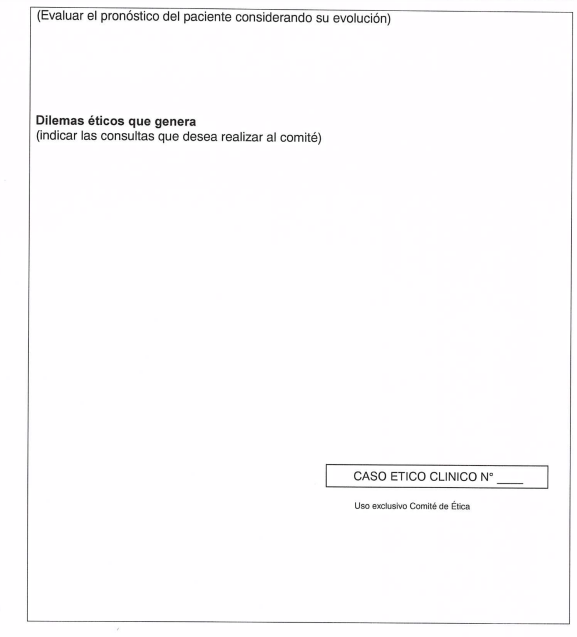 (Evaluar el pronóstico del paciente considerando su evolución)
Dilemas éticos que genera
(indicar las consultas que desea realizar al comité)
CASO ETICO CLINICO N° ____
Uso exclusivo Comité de Ética